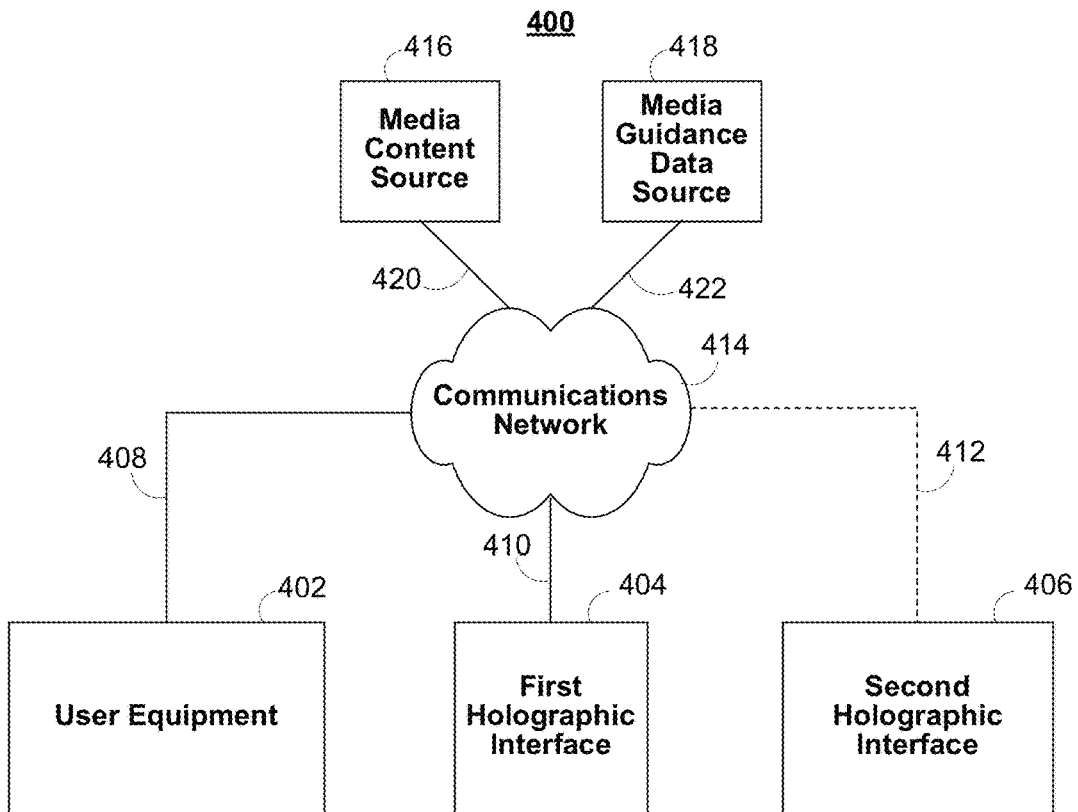 400
416
418
Media
Content
Source
Media
Guidance
Data
Source
420
422
414
Communications
Network
408
412
410
402
404
406
User Equipment
First
Holographic
Interface
Second
Holographic
Interface